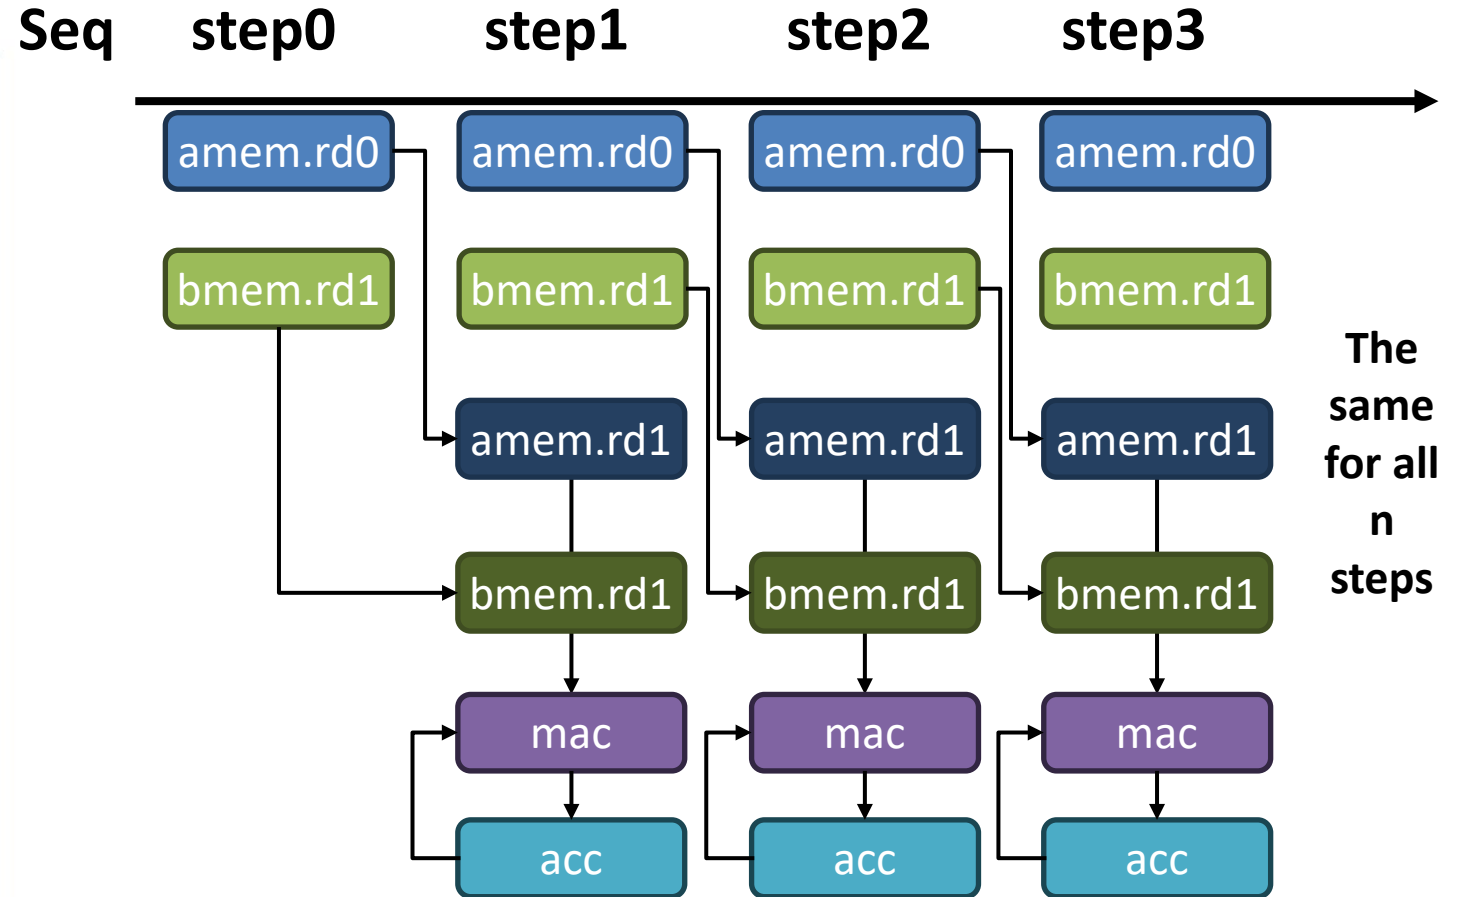 Seq step0 step1 step2 step3
amem.rd0 amem.rd0 amem.rd0 amem.rd0
bmem.rd1 bmem.rd1 bmem.rd1 bmem.rd1
amem.rd1 amem.rd1 amem.rd1
bmem.rd1 bmem.rd1 bmem.rd1
mac mac mac
acc acc acc
The
same
for all
n
steps